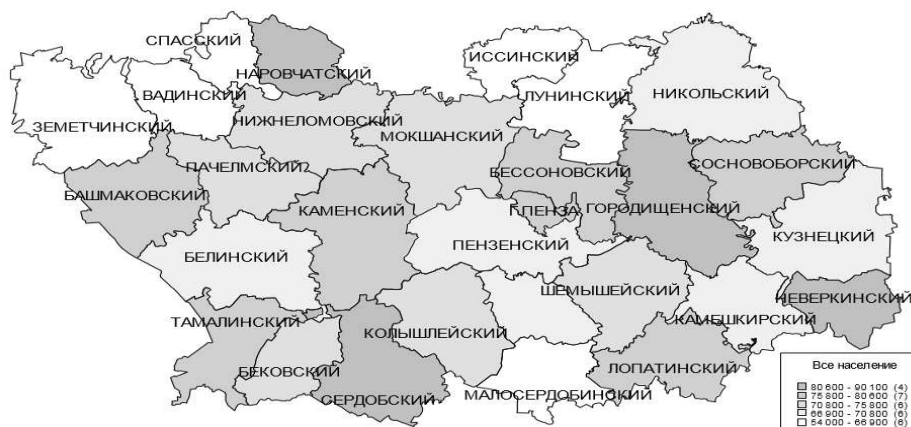 СПАССКИЙ
НАРОВЧАТСКИЙ
ИССИНСКИЙ
ВАДИНСКИЙ
ЛУНИНСКИЙ
НИКОЛЬСКИЙ
ЗЕМЕТЧИНСКИЙ
НИЖНЕЛОМОВСКИЙ
МОКШАНСКИЙ
ПАЧЕЛМСКИЙ
БЕССОНОВСКИЙ
СОСНОВОБОРСКИЙ
БАШМАКОВСКИЙ
КАМЕНСКИЙ
Г.ПЕНЗА
ГОРОДИЩЕНСКИЙ
БЕЛИНСКИЙ
ПЕНЗЕНСКИЙ
КУЗНЕЦКИЙ
ШЕМЫШЕЙСКИЙ
НЕВЕРКИНСКИЙ
ТАМАЛИНСКИЙ
КОЛЫШЛЕЙСКИЙ
КАМЕШКИРСКИЙ
БЕКОВСКИЙ
ЛОПАТИНСКИЙ
СЕРДОБСКИЙ
МАЛОСЕРДОБИНСКИЙ
Все население
80 600 - 90 100 (4)
75 800 - 80 600 (7)
70 800 - 75 800 (6)
66 900 - 70 800 (6)
54 000 - 66 900 (6)